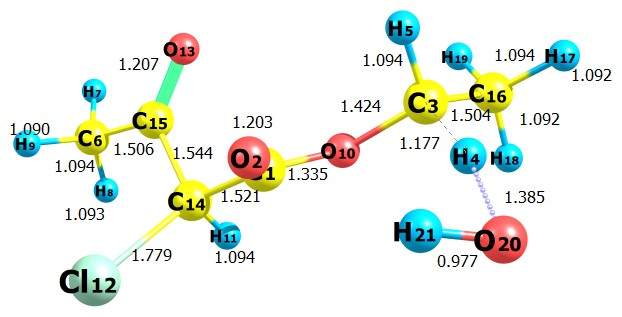 H5
O13
1.207
1.094
H19
1.094
H17
1.092
H7
C3
C16
1.504
1.424
1.203
C15
1.090
H9
C6
1.506
1.177
1.092
O2
C1
O10
1.335
H4
H18
1.094
H8
1.544
1.521
1.385
1.093
C14
H11
H21
O20
0.977
1.779
1.094
Cl12